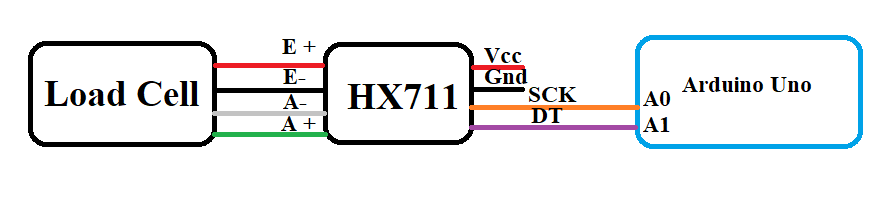 Load Cell
E +
E-
A-
A +
HX711
Vcc
Gnd
SCK
DT
A0
A1
Arduino Uno